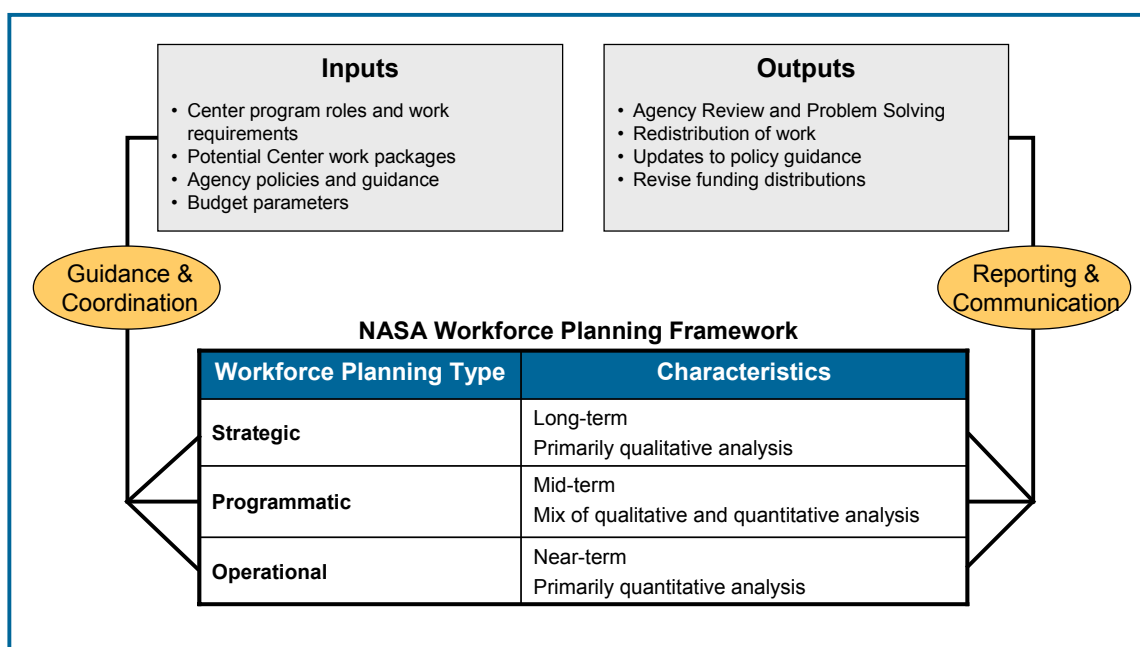 Inputs
• Center program roles and work
requirements
• Potential Center work packages
• Agency policies and guidance
• Budget parameters
Outputs
• Agency Review and Problem Solving
• Redistribution of work
• Updates to policy guidance
• Revise funding distributions
Guidance &
Coordination
Reporting &
Communication
NASA Workforce Planning Framework
Workforce Planning Type
Characteristics
Strategic
Long-term
Primarily qualitative analysis
Programmatic
Mid-term
Mix of qualitative and quantitative analysis
Operational
Near-term
Primarily quantitative analysis